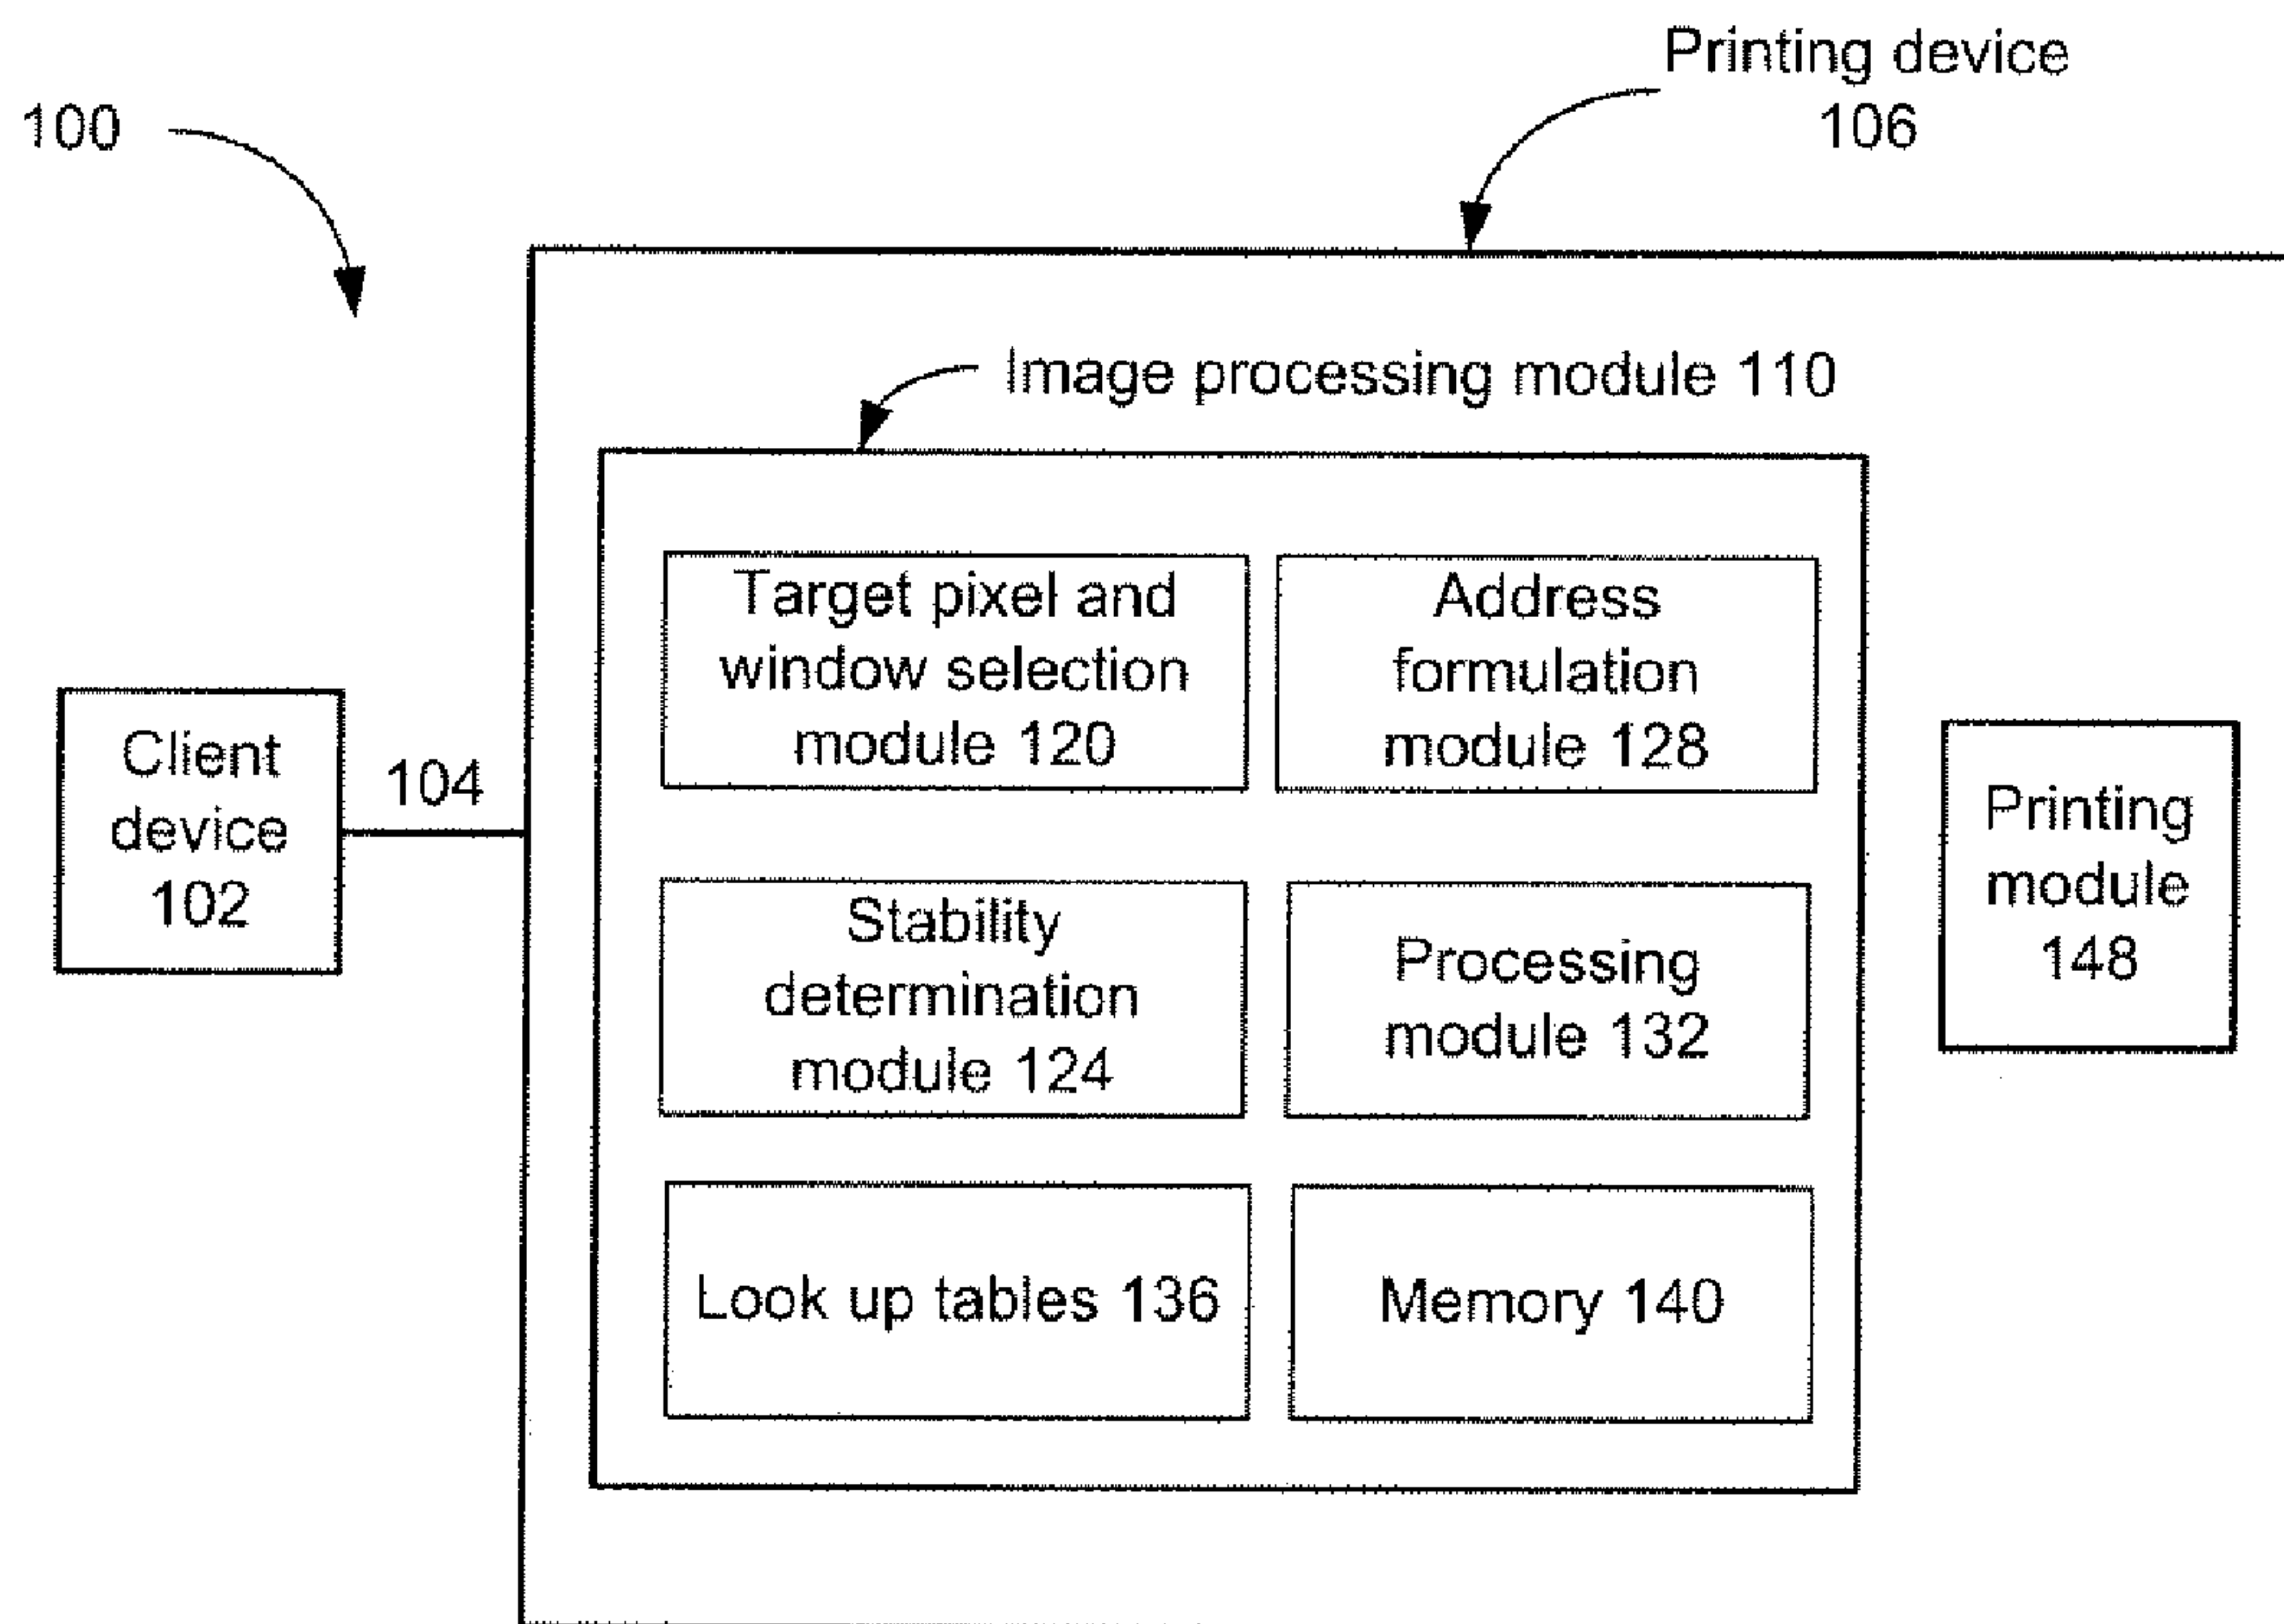 Printing device
106
100
Image processing module 110
Target pixel and
window selection
module 120
Address
formulation
module 128
Client
device
102
104
Stability
determination
module 124
Processing
module 132
Printing
module
148
Look up tables 136
Memory 140